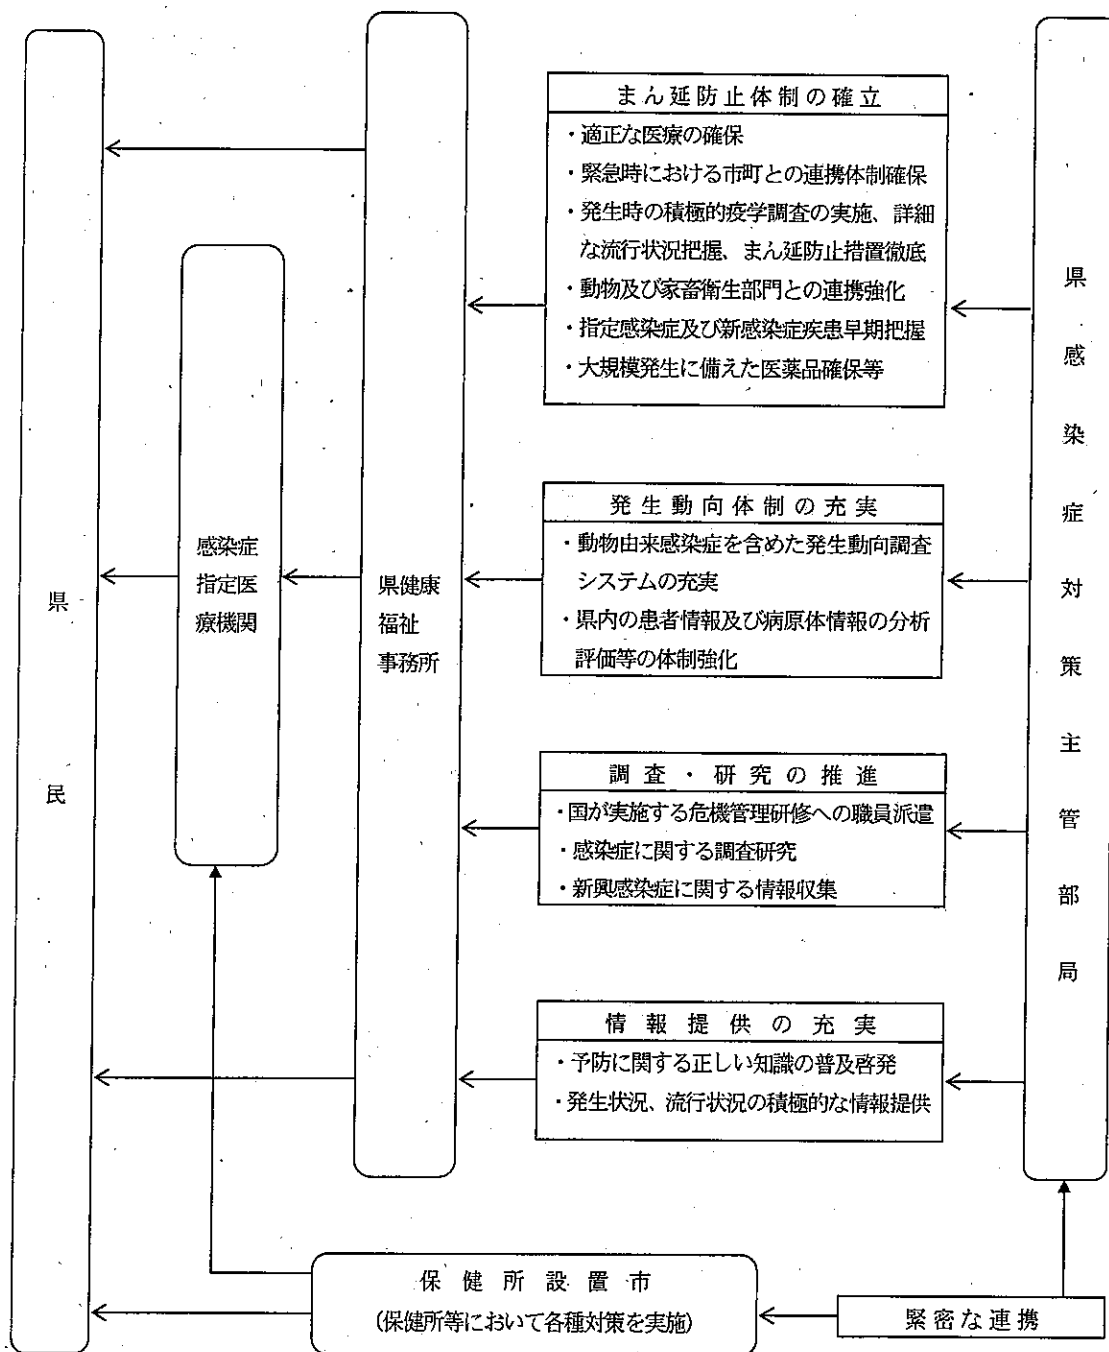 まん延防止体制の確立
・適正な医療の確保
・緊急時における市町との連携体制確保
・発生時の積極的疫学調査の実施、詳細
な流行状況把握、まん延防止措置徹底
・動物及び家畜衛生部門との連携強化
・指定感染症及び新感染症疾患早期把握
・大規模発生に備えた医薬品確保等
発生動向体制の充実
・動物由来感染症を含めた発生動向調査
システムの充実
・県内の患者情報及び病原体情報の分析
評価等の体制強化
調査・研究の推進
・国が実施する危機管理研修への職員派遣
・感染症に関する調査研究
・新興感染症に関する情報収集
情報提供の充実
・予防に関する正しい知識の普及啓発
・発生状況、流行状況の積極的な情報提供
県感染症対策主管部局
県健康
福祉
事務所
感染症
指定医
療機関
県民
保健所設置市
(保健所等において各種対策を実施)
緊密な連携